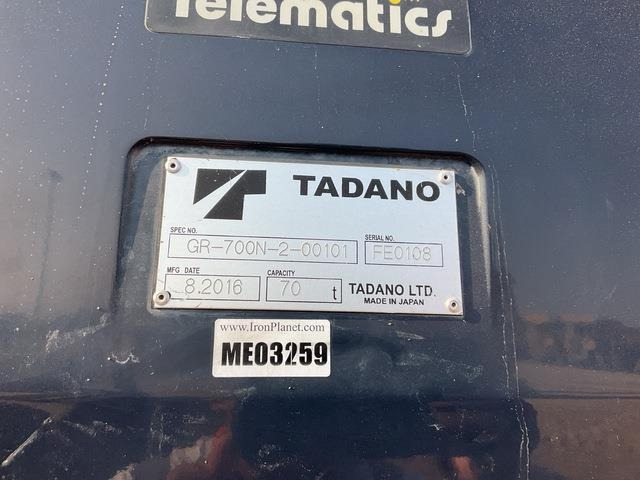 Telematics
TADANO
SPEC NO. SERIAL NO.
GR-700N-2-00101 FE0108
MFG DATE CAPACITY
8.2016 70 t TADANO LTD.
MADE IN JAPAN
www.IronPlanet.com
ME03259